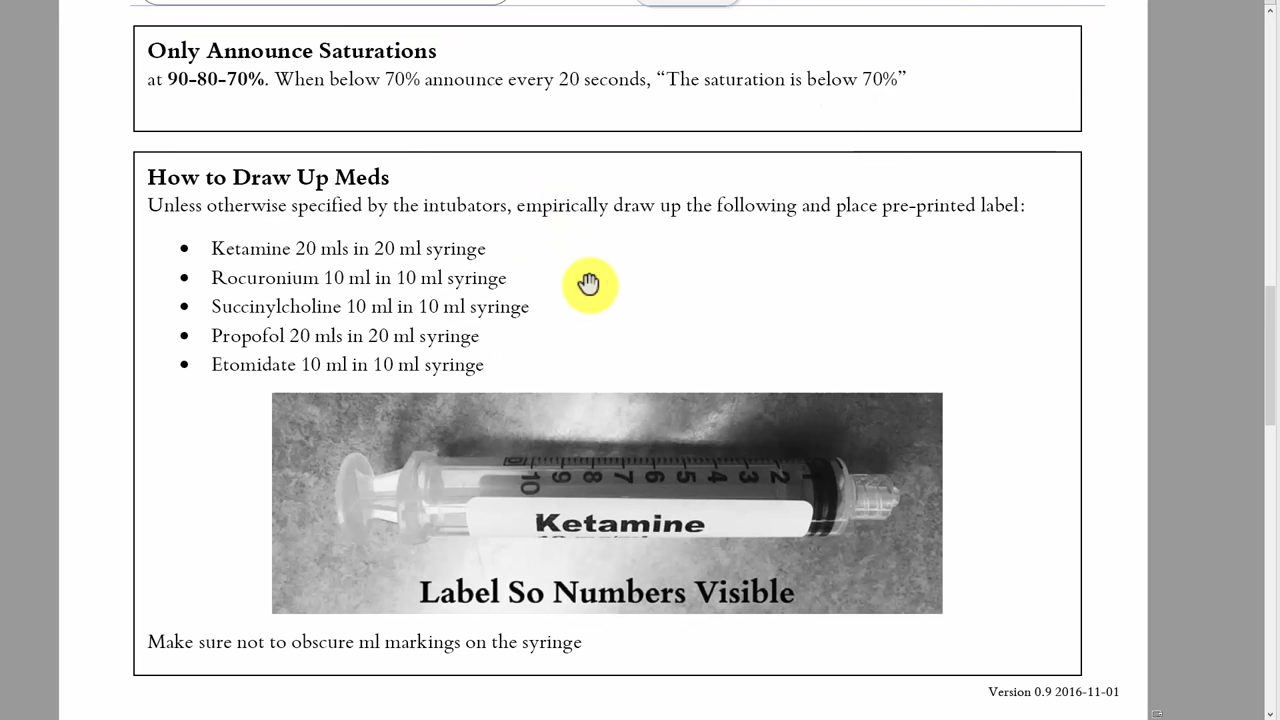 Only Announce Saturations
at 90-80-70%. When below 70% announce every 20 seconds, “The saturation is below 70%”
How to Draw Up Meds
Unless otherwise specified by the intubators, empirically draw up the following and place pre-printed label:
• Ketamine 20 mls in 20 ml syringe
• Rocuronium 10 ml in 10 ml syringe
• Succinylcholine 10 ml in 10 ml syringe
• Propofol 20 mls in 20 ml syringe
• Etomidate 10 ml in 10 ml syringe
10 9 8 7 6 5 4 3 2
Ketamine
Label So Numbers Visible
Make sure not to obscure ml markings on the syringe
Version 0.9 2016-11-01